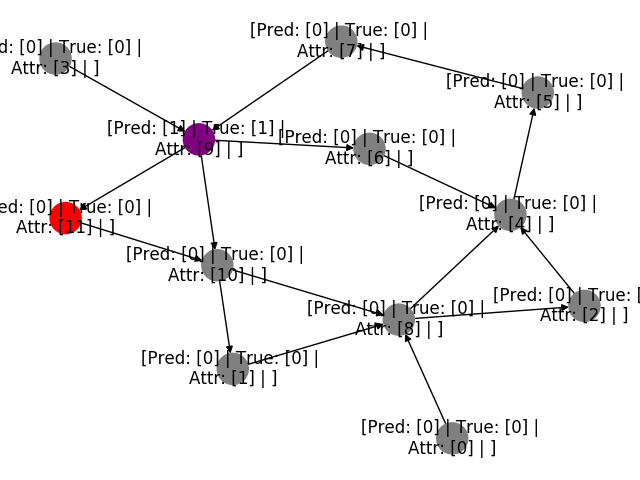 [Pred: [0] | True: [0] |
Attr: [7] | ]
d: [0] | True: [0] |
Attr: [3] | ]
[Pred: [0] | True: [0] |
Attr: [5] | ]
[Pred: [1] | True: [1] |
Attr: [9] | ]
[Pred: [0] | True: [0] |
Attr: [6] | ]
ed: [0] | True: [0] |
Attr: [11] | ]
[Pred: [0] | True: [0] |
Attr: [4] | ]
[Pred: [0] | True: [0] |
Attr: [10] | ]
[Pred: [0] | True: [0] |
Attr: [8] | ]
[Pred: [0] | True: [
Attr: [2] | ]
[Pred: [0] | True: [0] |
Attr: [1] | ]
[Pred: [0] | True: [0] |
Attr: [0] | ]